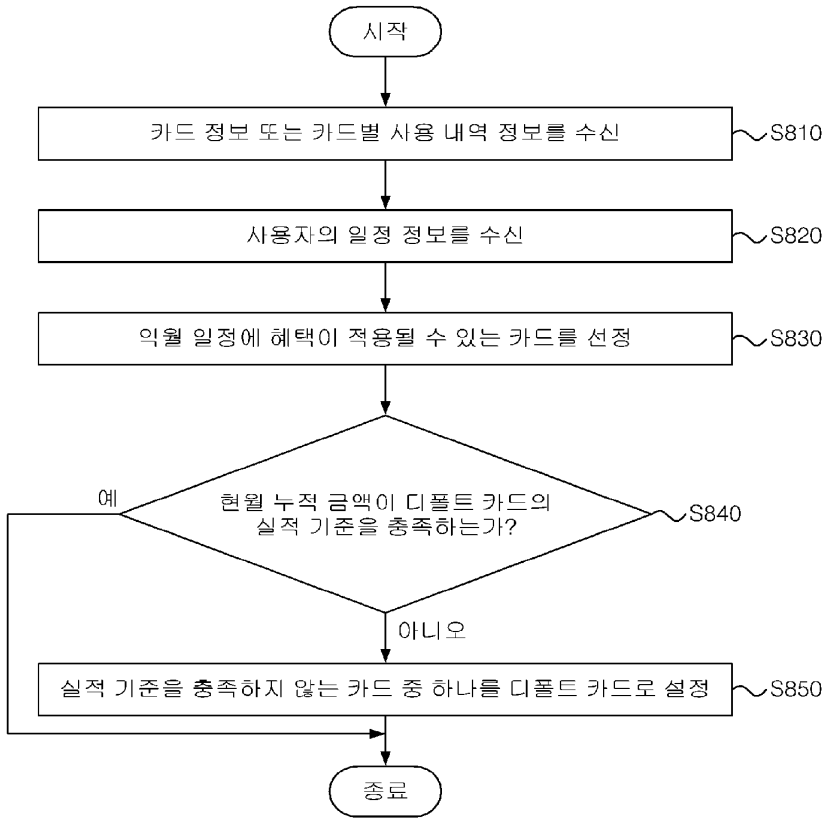 시작
카드 정보 또는 카드별 사용 내역 정보를 수신
S810
사용자의 일정 정보를 수신
S820
익월 일정에 혜택이 적용될 수 있는 카드를 선정
S830
예
현월 누적 금액이 디폴트 카드의
실적 기준을 충족하는가?
S840
아니오
실적 기준을 충족하지 않는 카드 중 하나를 디폴트 카드로 설정
S850
종료